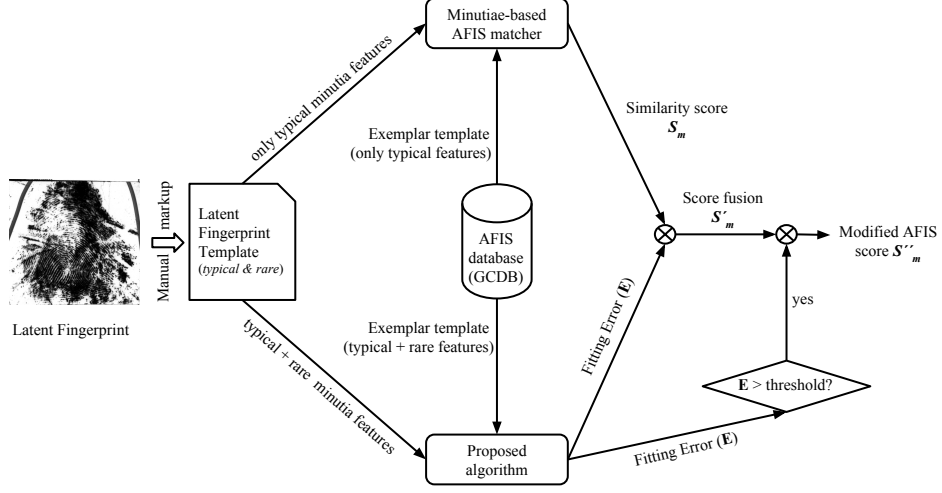 Minutiae-based
AFIS matcher
only typical minutia features
Similarity score
S_m
Exemplar template
(only typical features)
Manual markup
Latent
Fingerprint
Template
(typical & rare)
AFIS
database
(GCDB)
Score fusion
S′_m
Modified AFIS
score S′′_m
Latent Fingerprint
typical + rare minutia features
Exemplar template
(typical + rare features)
Fitting Error (E)
yes
E > threshold?
Proposed
algorithm
Fitting Error (E)